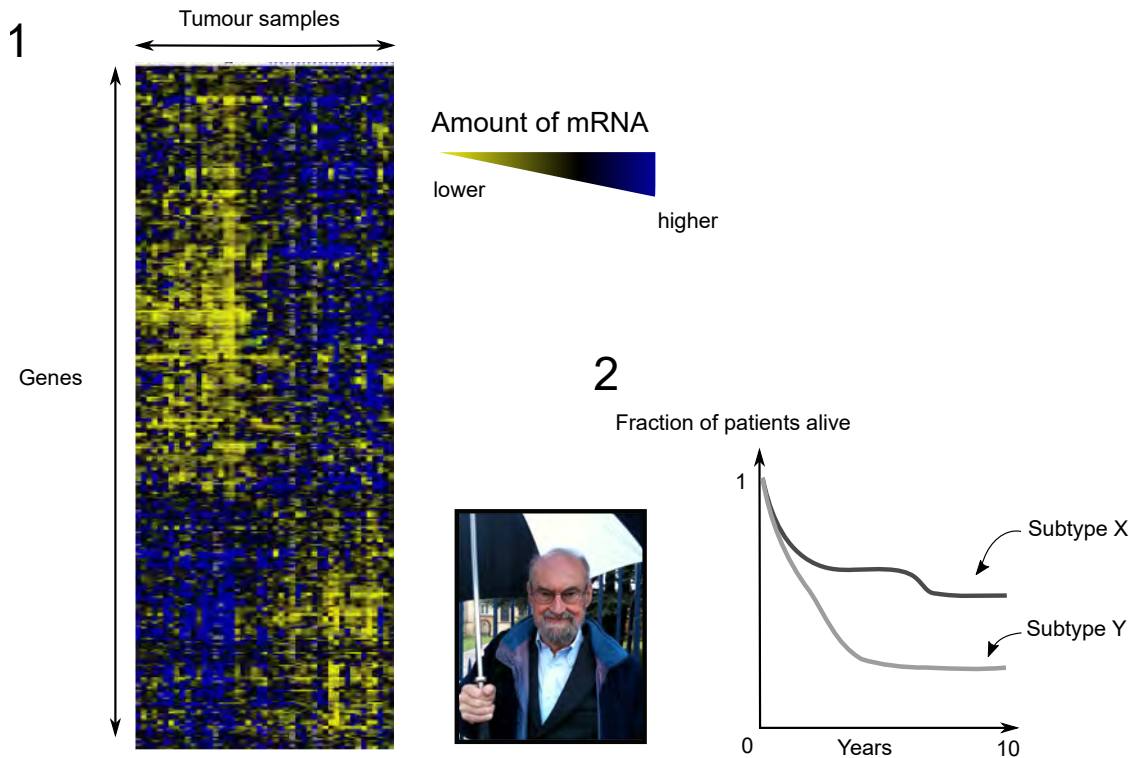 1
Tumour samples
Genes
Amount of mRNA
lower
higher
2
Fraction of patients alive
1
Subtype X
Subtype Y
0
Years
10